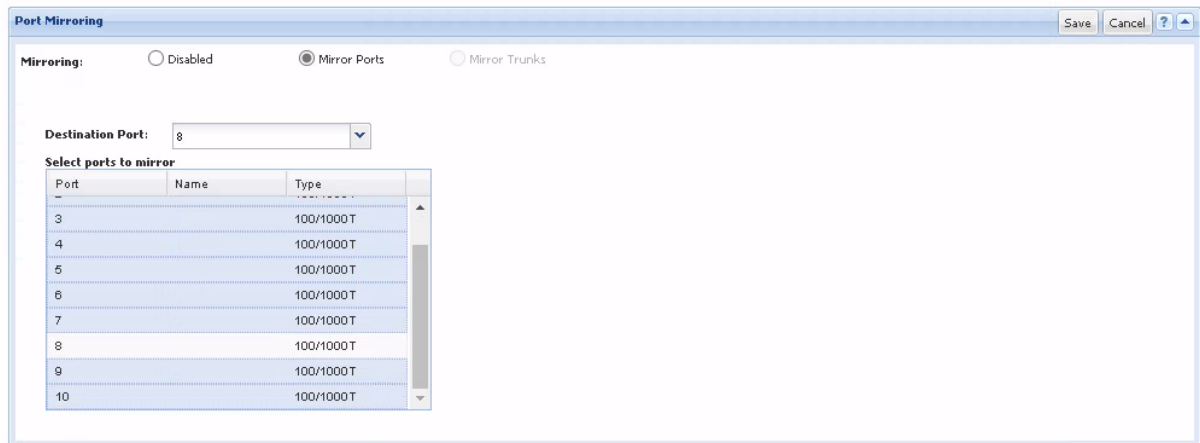 Port Mirroring Save Cancel ?
Mirroring: Disabled Mirror Ports Mirror Trunks
Destination Port: 8
Select ports to mirror
Port Name Type
3 100/1000T
4 100/1000T
5 100/1000T
6 100/1000T
7 100/1000T
8 100/1000T
9 100/1000T
10 100/1000T